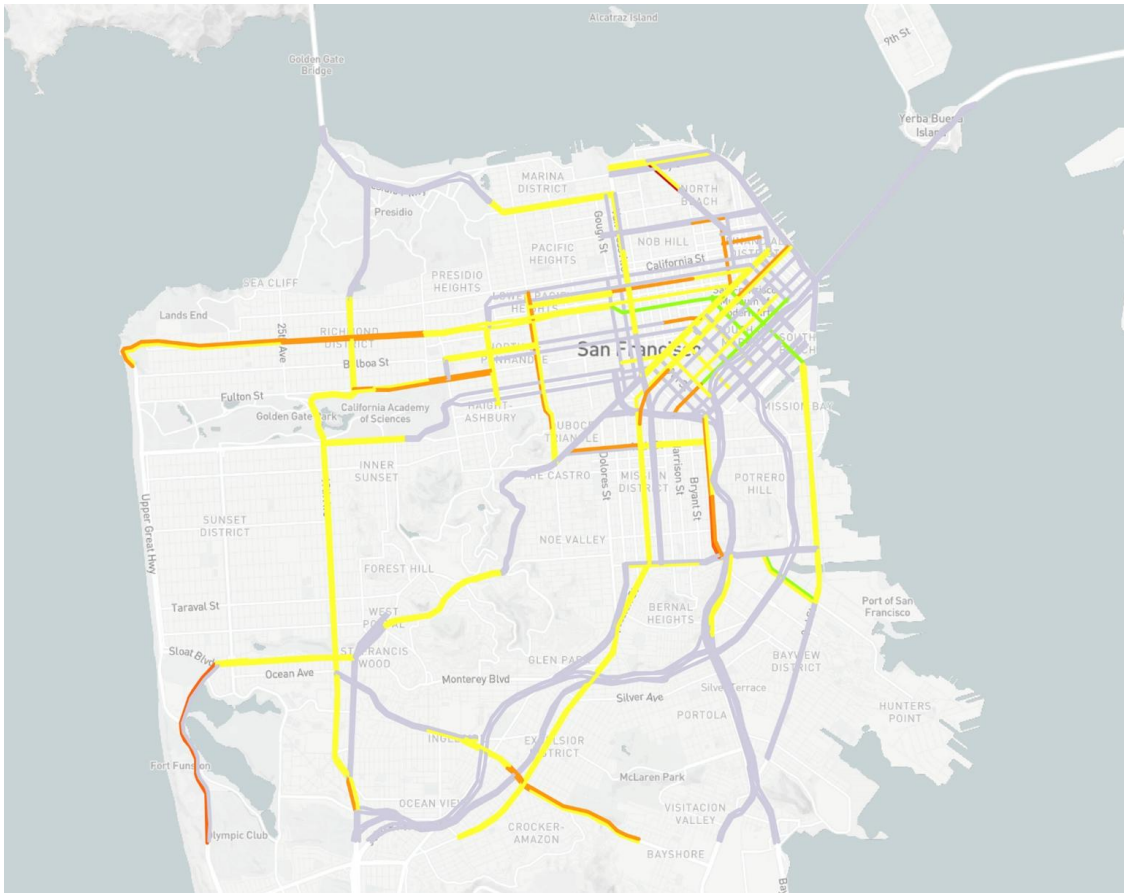 Alcatraz Island
9th St
Golden Gate
Bridge
Yerba Buena
Island
MARINA
DISTRICT
NORTH
BEACH
Presidio
Gough St
NOB HILL
PACIFIC
HEIGHTS
California St
SEA CLIFF
PRESIDIO
HEIGHTS
Lands End
25th Ave
RICHMOND
DISTRICT
San Francisco
Balboa St
Fulton St
California Academy
of Sciences
Golden Gate Park
HAIGHT-
ASHBURY
MISSION BAY
DUBOCE
TRIANGLE
INNER
SUNSET
THE CASTRO
Dolores St
MISSION
DISTRICT
Harrison St
Bryant St
POTRERO
HILL
Upper Great Hwy
SUNSET
DISTRICT
NOE VALLEY
FOREST HILL
Taraval St
WEST
PORTAL
BERNAL
HEIGHTS
Port of San
Francisco
Sloat Blvd
ST FRANCIS
WOOD
Ocean Ave
GLEN PARK
Monterey Blvd
BAYVIEW
DISTRICT
Silver Terrace
Silver Ave
PORTOLA
HUNTERS
POINT
EXCELSIOR
DISTRICT
Fort Funston
McLaren Park
OCEAN VIEW
VISITACION
VALLEY
Olympic Club
CROCKER-
AMAZON
BAYSHORE